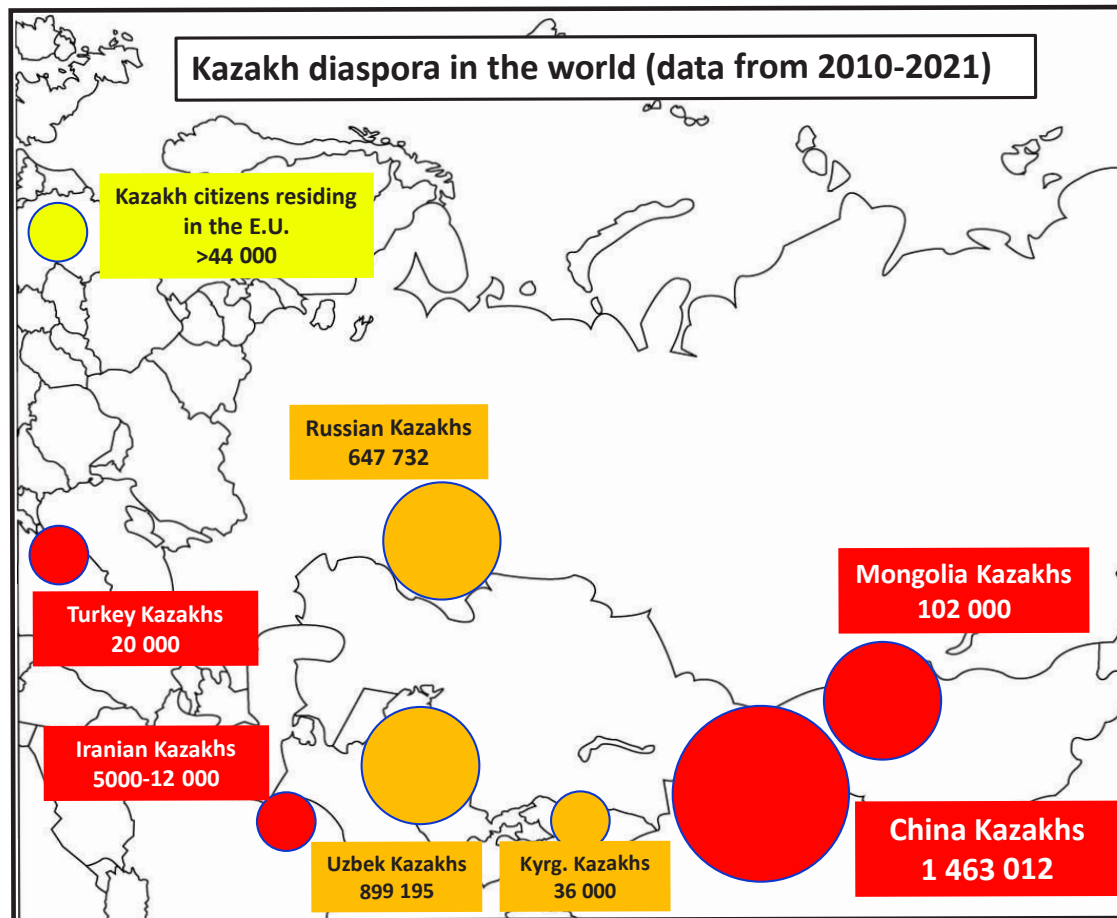 Kazakh diaspora in the world (data from 2010-2021)
Kazakh citizens residing
in the E.U.
>44 000
Russian Kazakhs
647 732
Mongolia Kazakhs
102 000
Turkey Kazakhs
20 000
Iranian Kazakhs
5000-12 000
Uzbek Kazakhs
899 195
Kyrg. Kazakhs
36 000
China Kazakhs
1 463 012